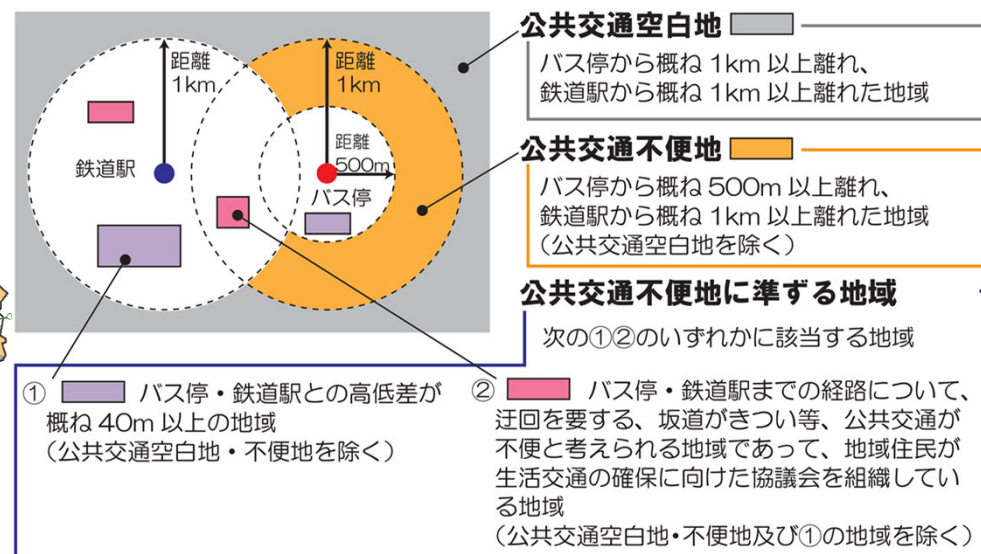 公共交通空白地
バス停から概ね 1km 以上離れ、
鉄道駅から概ね 1km 以上離れた地域
距離
1km
距離
1km
距離
500m
鉄道駅
バス停
公共交通不便地
バス停から概ね 500m 以上離れ、
鉄道駅から概ね 1km 以上離れた地域
(公共交通空白地を除く)
公共交通不便地に準ずる地域
次の①②のいずれかに該当する地域
① バス停・鉄道駅との高低差が
概ね 40m 以上の地域
(公共交通空白地・不便地を除く)
② バス停・鉄道駅までの経路について、
迂回を要する、坂道がきつい等、公共交通が
不便と考えられる地域であって、地域住民が
生活交通の確保に向けた協議会を組織してい
る地域
(公共交通空白地・不便地及び①の地域を除く)